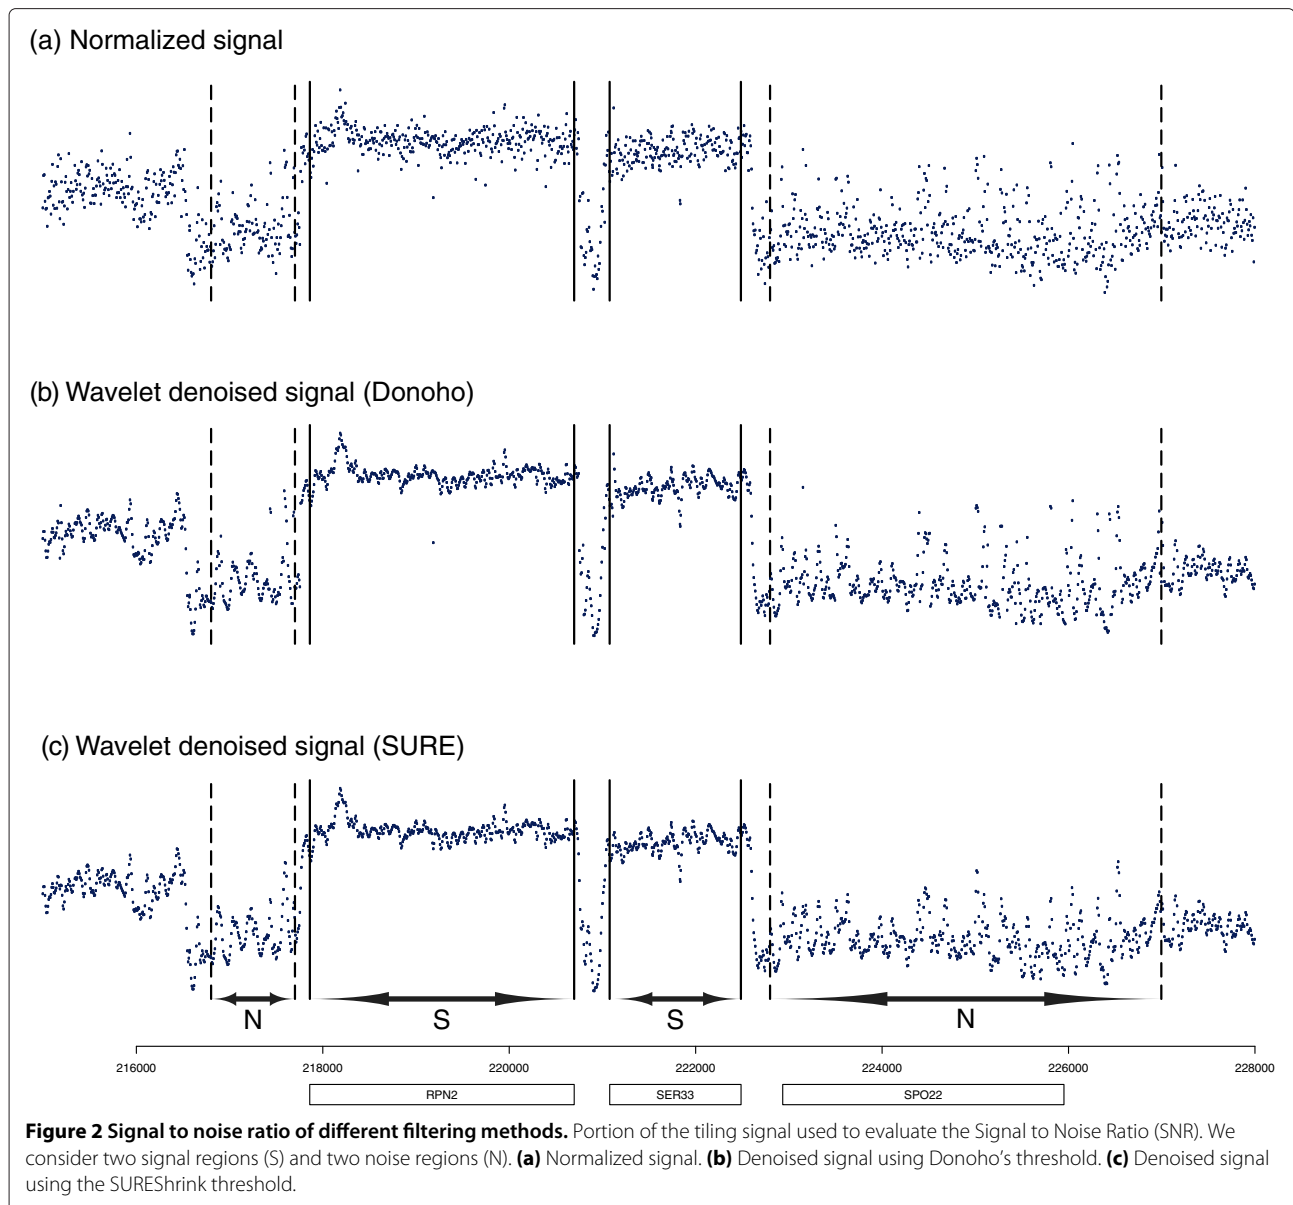 (a) Normalized signal
(b) Wavelet denoised signal (Donoho)
(c) Wavelet denoised signal (SURE)
N S S N
216000 218000 220000 222000 224000 226000 228000
RPN2 SER33 SPO22
Figure 2 Signal to noise ratio of different filtering methods. Portion of the tiling signal used to evaluate the Signal to Noise Ratio (SNR). We
consider two signal regions (S) and two noise regions (N). (a) Normalized signal. (b) Denoised signal using Donoho’s threshold. (c) Denoised signal
using the SUREShrink threshold.